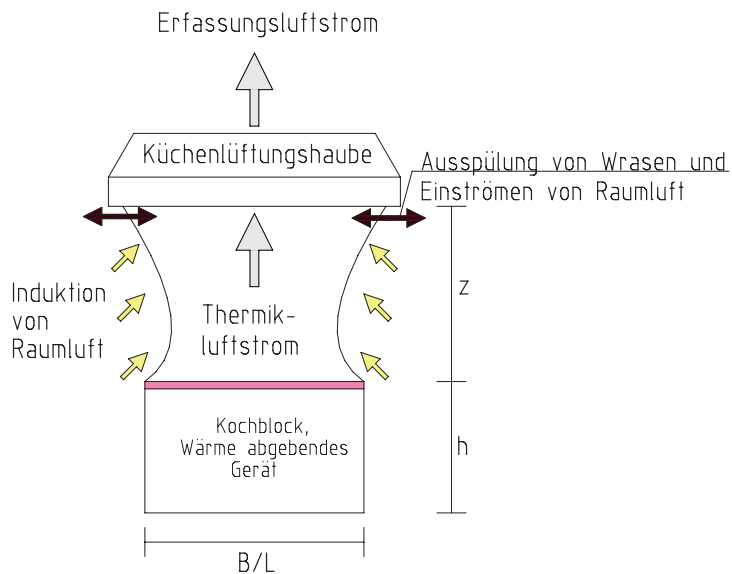 Erfassungsluftstrom
Küchenlüftungshaube
Ausspülung von Wrasen und
Einströmen von Raumluft
Induktion
von
Raumluft
Thermik-
luftstrom
z
Kochblock,
Wärme abgebendes
Gerät
h
B/L